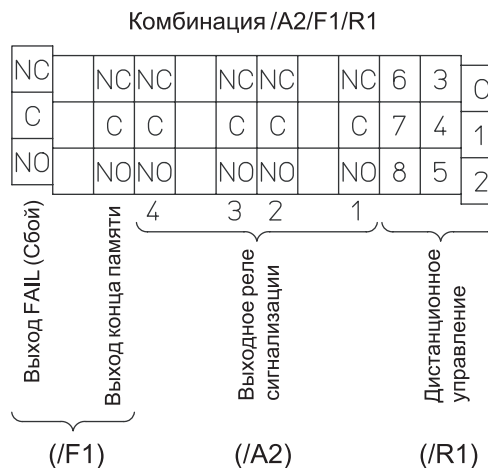 Комбинация /A2/F1/R1
NC NC NC NC NC NC 6 3 C
C C C C C C 7 4 1
NO NO NO NO NO NO 8 5 2
4 3 2 1
Выход FAIL (Сбой)
Выход конца памяти
Выходное реле
сигнализации
Дистанционное
управление
(/F1) (/A2) (/R1)